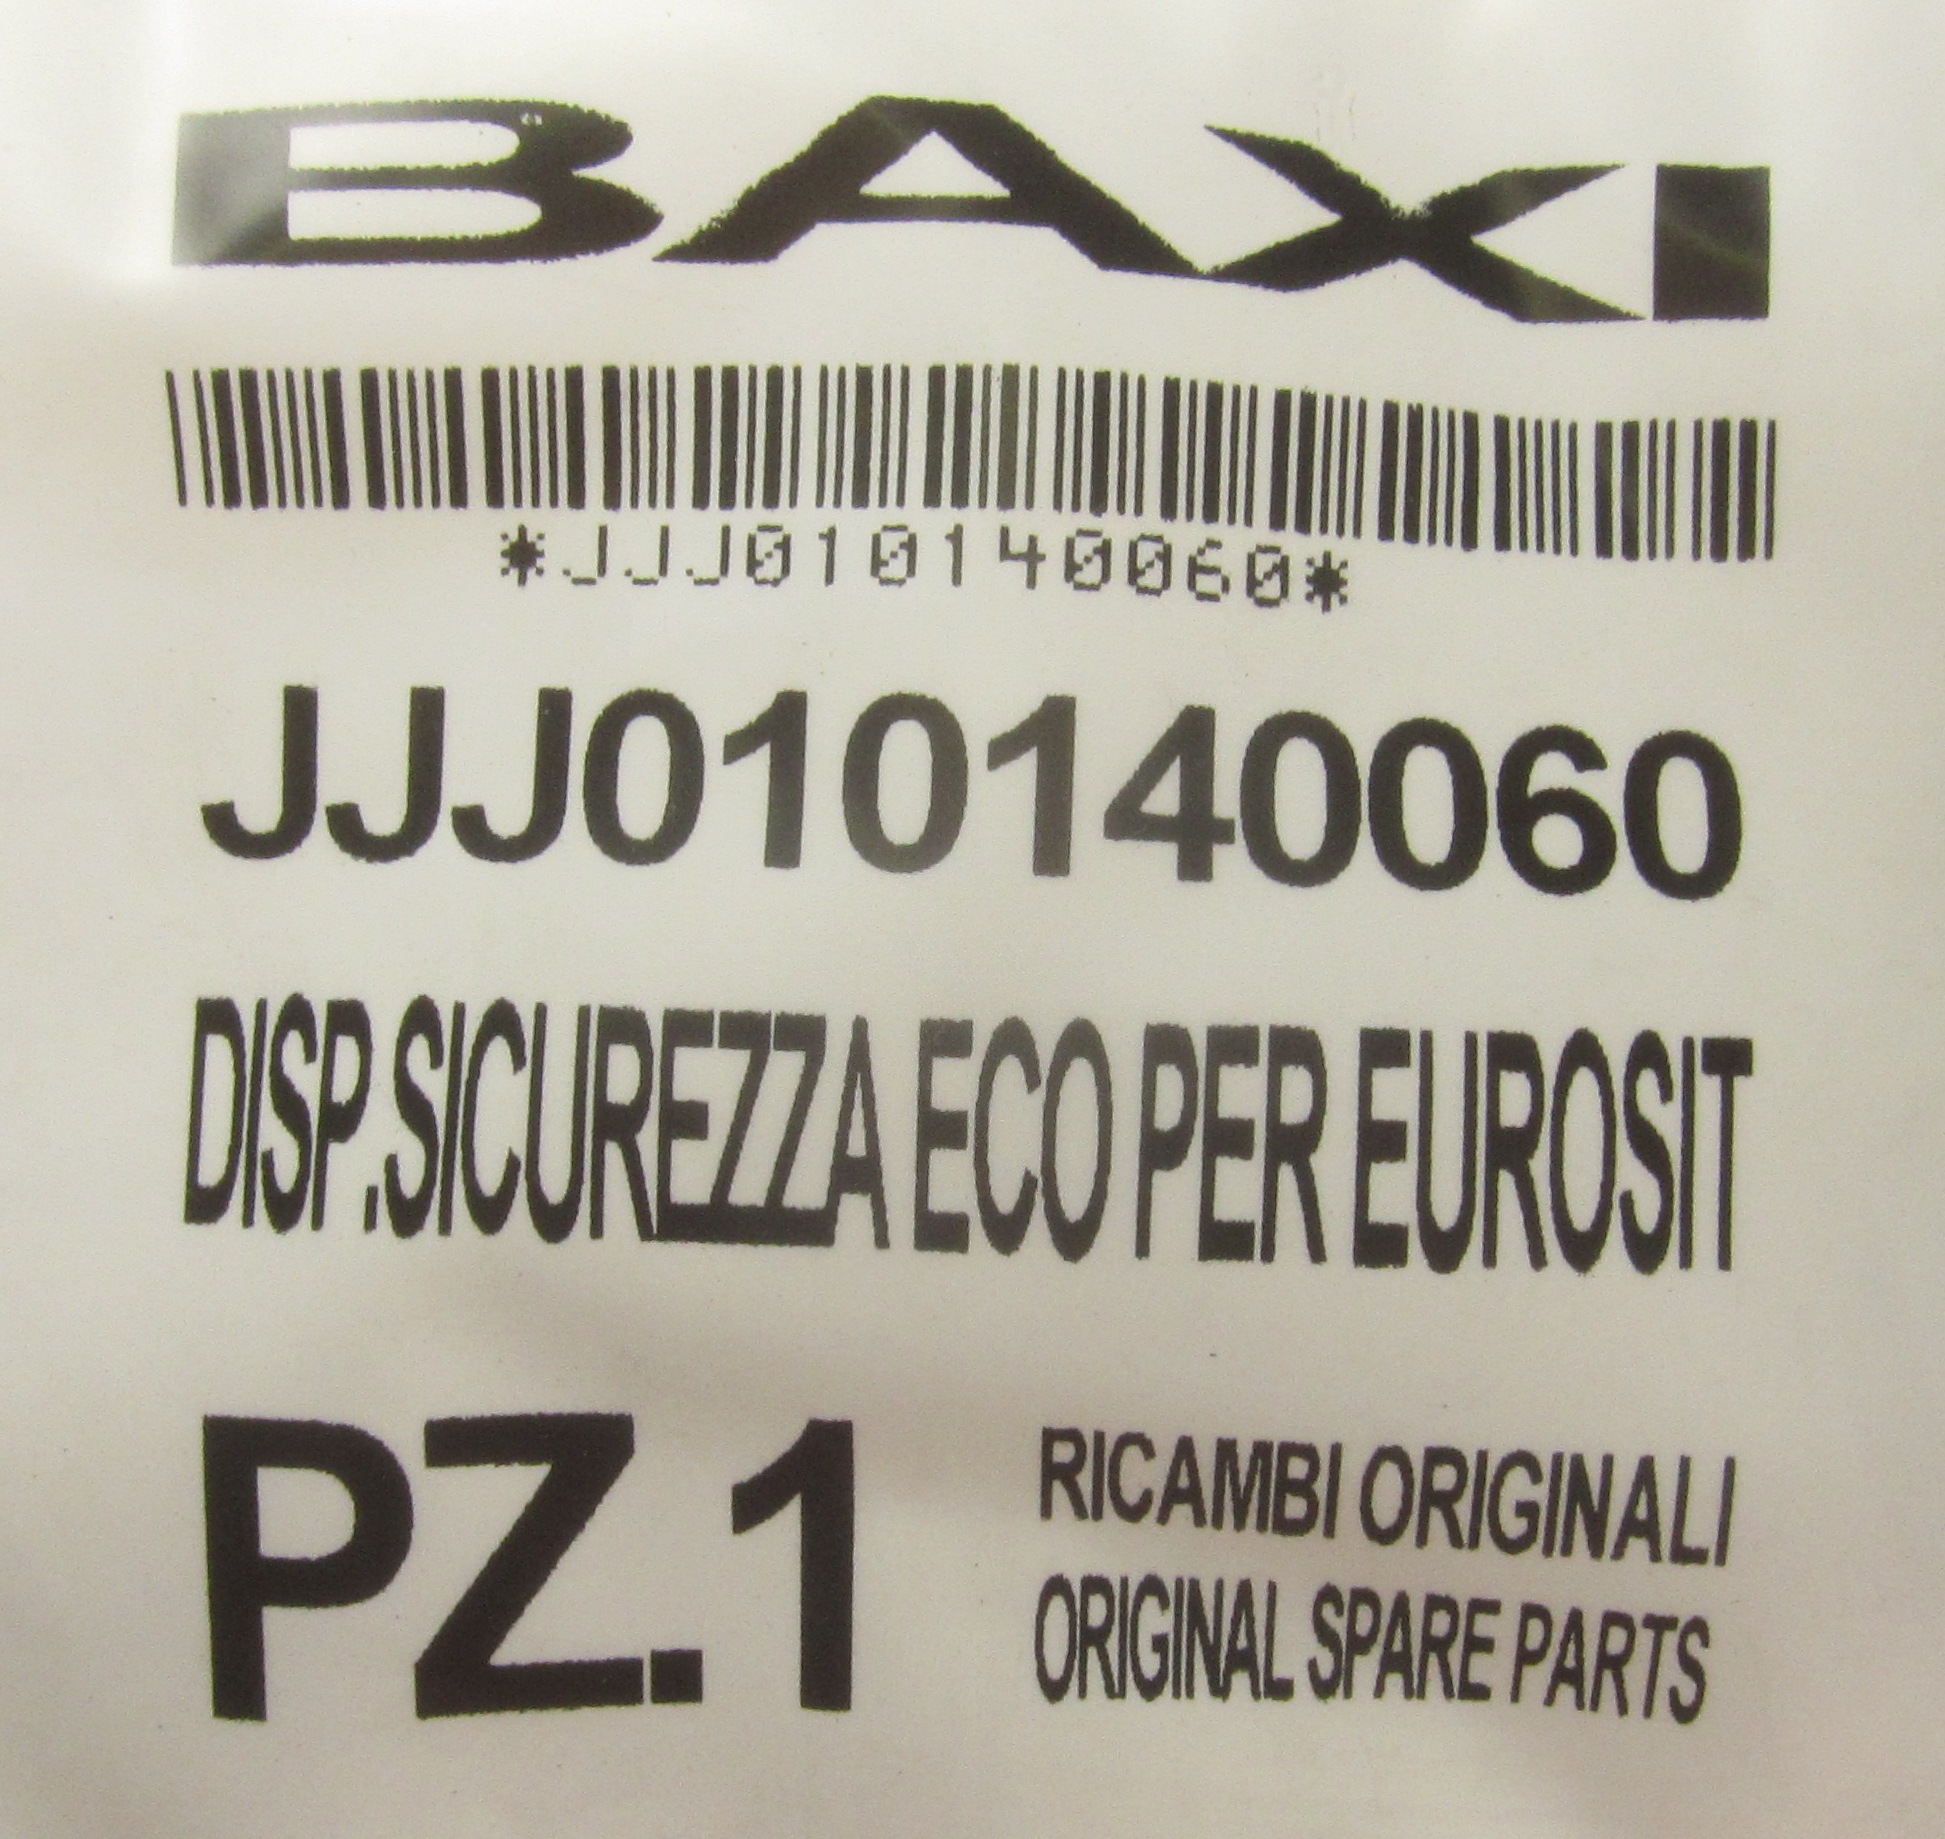 BAXI
*JJJ010140060*
JJJ010140060
DISP.SICUREZZA ECO PER EUROSIT
PZ.1
RICAMBI ORIGINALI
ORIGINAL SPARE PARTS